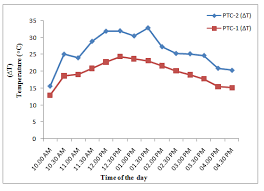 PTC-2 (ΔT)
PTC-1 (ΔT)
(ΔT)
Temperature (°C)
35
30
25
20
15
10
5
0
10.00 AM
10.30 AM
11.00 AM
11.30 AM
12.00 PM
12.30 PM
01.00 PM
01.30 PM
02.00 PM
02.30 PM
03.00 PM
03.30 PM
04.00 PM
04.30 PM
Time of the day